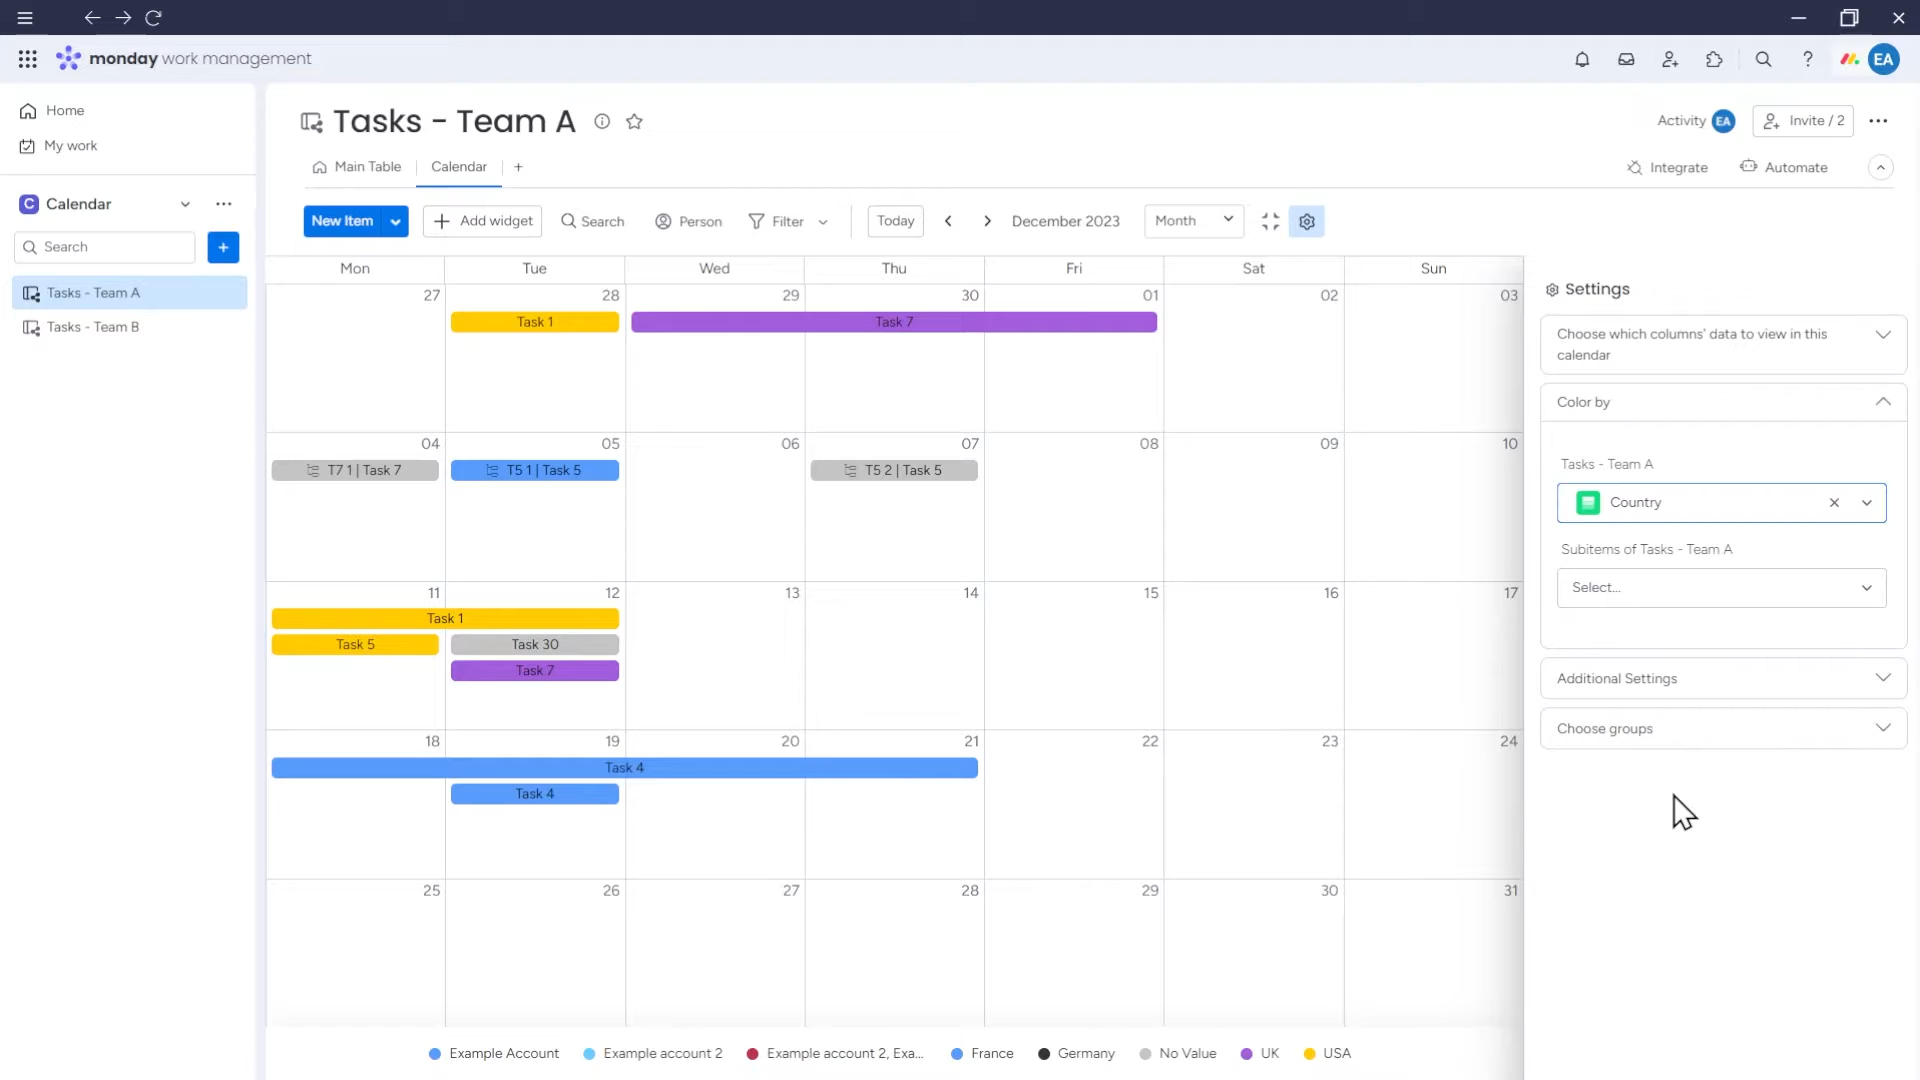 monday work management
EA
Home
My work
C Calendar
Search
Tasks - Team A
Tasks - Team B
Tasks - Team A
Activity EA
Invite / 2
Main Table
Calendar
Integrate
Automate
New Item
Add widget
Search
Person
Filter
Today
December 2023
Month
Mon Tue Wed Thu Fri Sat Sun
27 28 29 30 01 02 03
Task 1
Task 7
04 05 06 07 08 09 10
T7 1 | Task 7
T5 1 | Task 5
T5 2 | Task 5
11 12 13 14 15 16 17
Task 1
Task 5
Task 30
Task 7
18 19 20 21 22 23 24
Task 4
Task 4
25 26 27 28 29 30 31
Example Account
Example account 2
Example account 2, Exa...
France
Germany
No Value
UK
USA
Settings
Choose which columns' data to view in this
calendar
Color by
Tasks - Team A
Country
Subitems of Tasks - Team A
Select...
Additional Settings
Choose groups